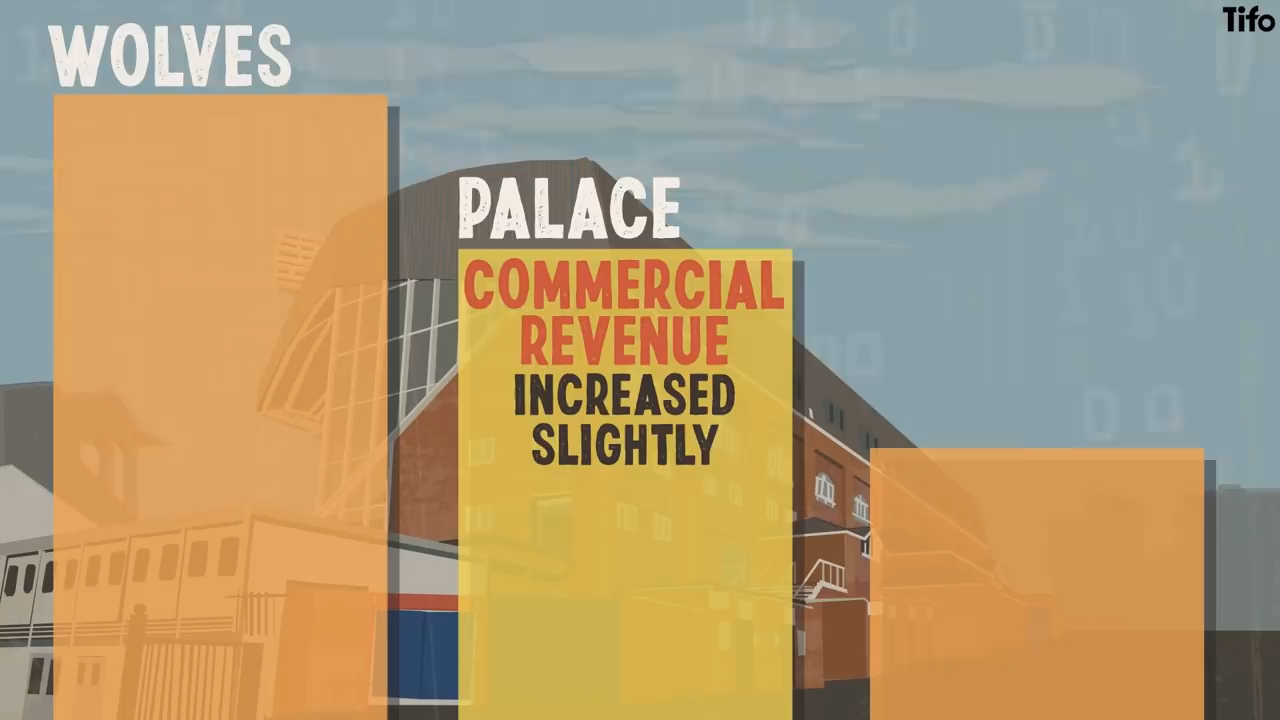 Tifo
WOLVES
PALACE
COMMERCIAL
REVENUE
INCREASED
SLIGHTLY